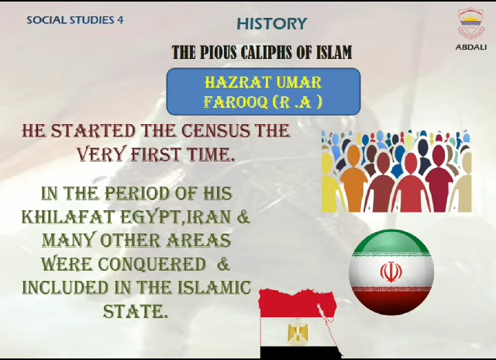 SOCIAL STUDIES 4
HISTORY
ABDALI
THE PIOUS CALIPHS OF ISLAM
HAZRAT UMAR
FAROOQ (R .A )
HE STARTED THE CENSUS THE
VERY FIRST TIME.
IN THE PERIOD OF HIS
KHILAFAT EGYPT,IRAN &
MANY OTHER AREAS
WERE CONQUERED &
INCLUDED IN THE ISLAMIC
STATE.